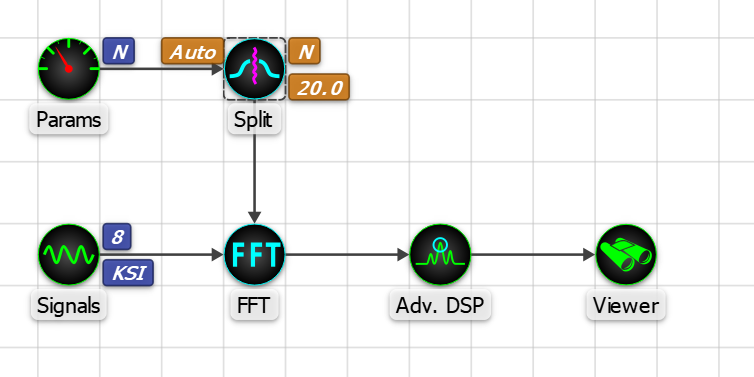 N
Auto
N
20.0
Params
Split
8
KSI
FFT
Signals
FFT
Adv. DSP
Viewer